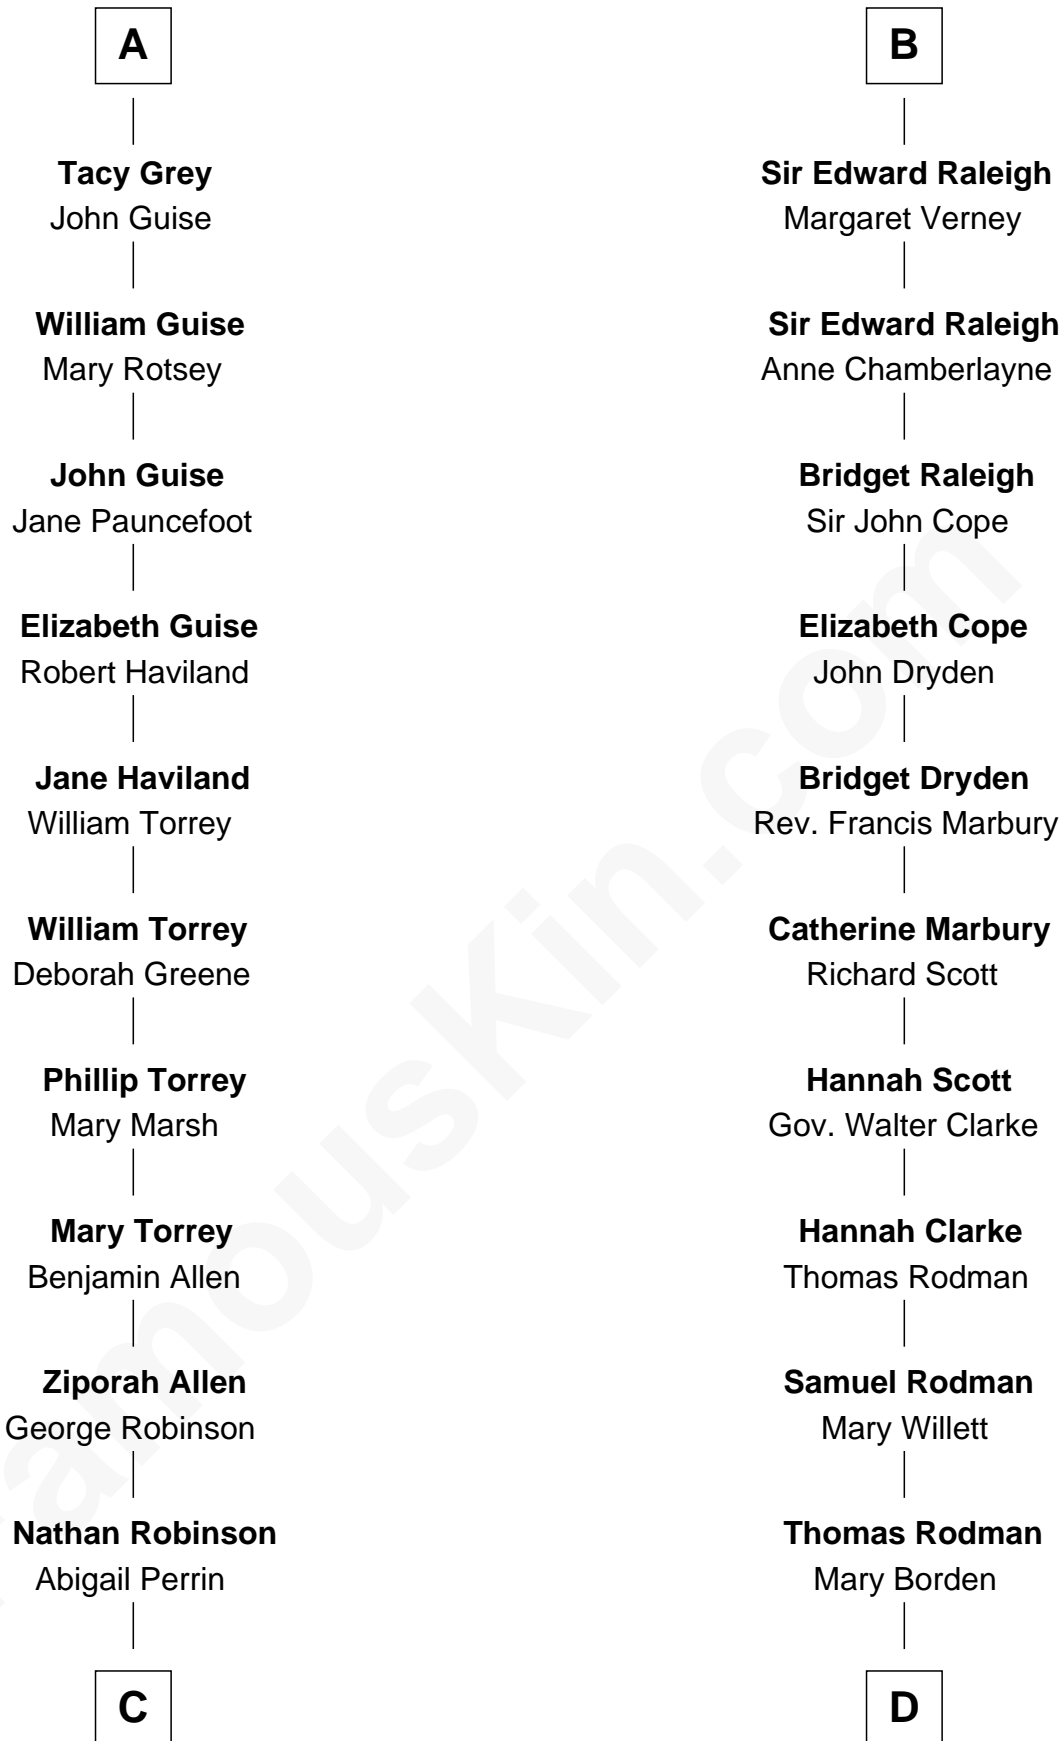 A
Tacy Grey
John Guise
William Guise
Mary Rotsey
John Guise
Jane Pauncefoot
Elizabeth Guise
Robert Haviland
Jane Haviland
William Torrey
William Torrey
Deborah Greene
Phillip Torrey
Mary Marsh
Mary Torrey
Benjamin Allen
Ziporah Allen
George Robinson
Nathan Robinson
Abigail Perrin
C
B
Sir Edward Raleigh
Margaret Verney
Sir Edward Raleigh
Anne Chamberlayne
Bridget Raleigh
Sir John Cope
Elizabeth Cope
John Dryden
Bridget Dryden
Rev. Francis Marbury
Catherine Marbury
Richard Scott
Hannah Scott
Gov. Walter Clarke
Hannah Clarke
Thomas Rodman
Samuel Rodman
Mary Willett
Thomas Rodman
Mary Borden
D
FamousKin.com